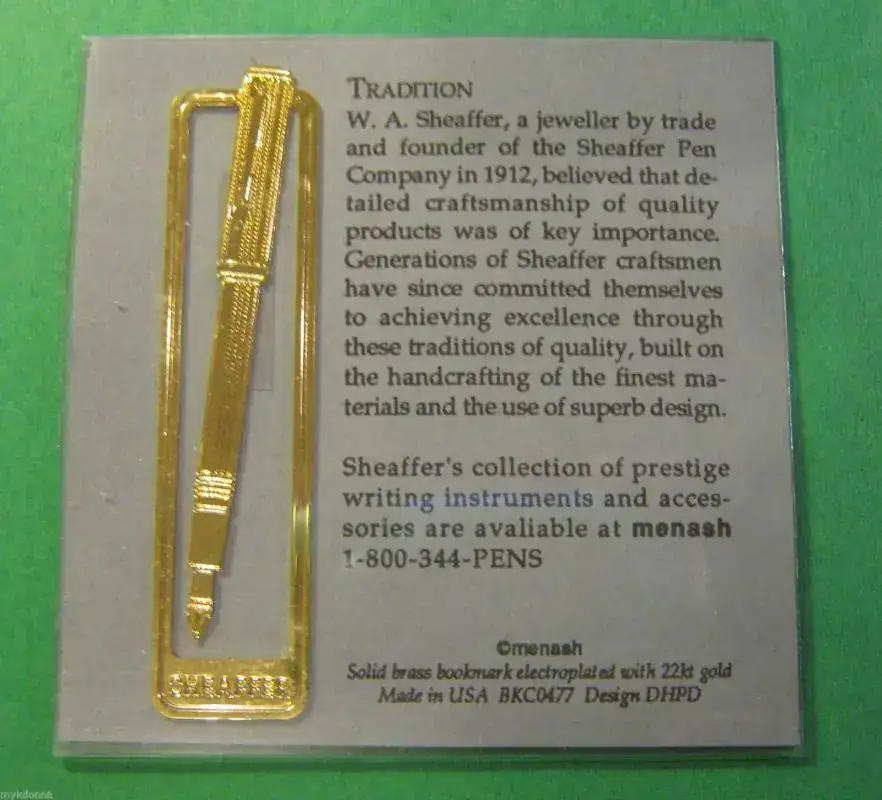 TRADITION
W. A. Sheaffer, a jeweller by trade
and founder of the Sheaffer Pen
Company in 1912, believed that de-
tailed craftsmanship of quality
products was of key importance.
Generations of Sheaffer craftsmen
have since committed themselves
to achieving excellence through
these traditions of quality, built on
the handcrafting of the finest ma-
terials and the use of superb design.
Sheaffer's collection of prestige
writing instruments and acces-
sories are avaliable at menash
1-800-344-PENS
©menash
Solid brass bookmark electroplated with 22kt gold
Made in USA BKC0477 Design DHPD
SHEAFFER
mykdonna